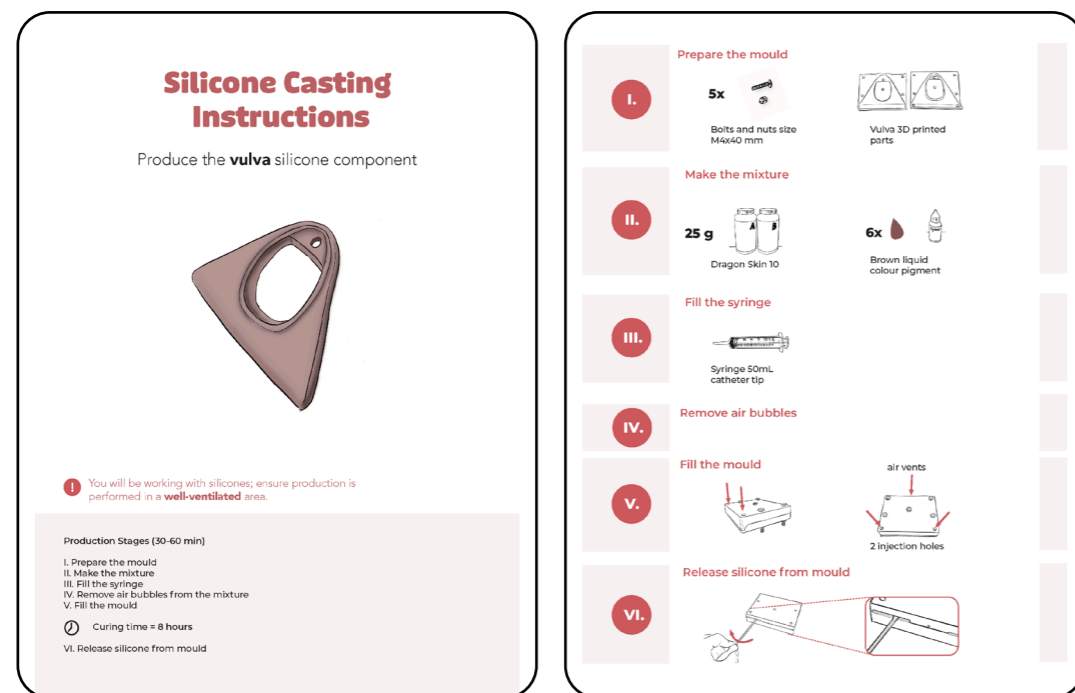 Silicone Casting
Instructions
Produce the vulva silicone component
! You will be working with silicones; ensure production is
performed in a well-ventilated area.
Production Stages (30-60 min)
I. Prepare the mould
II. Make the mixture
III. Fill the syringe
IV. Remove air bubbles from the mixture
V. Fill the mould
Curing time = 8 hours
VI. Release silicone from mould
I.
Prepare the mould
5x
Bolts and nuts size
M4x40 mm
Vulva 3D printed
parts
II.
Make the mixture
25 g
A B
Dragon Skin 10
6x
Brown liquid
colour pigment
III.
Fill the syringe
Syringe 50mL
catheter tip
IV.
Remove air bubbles
V.
Fill the mould
air vents
2 injection holes
VI.
Release silicone from mould